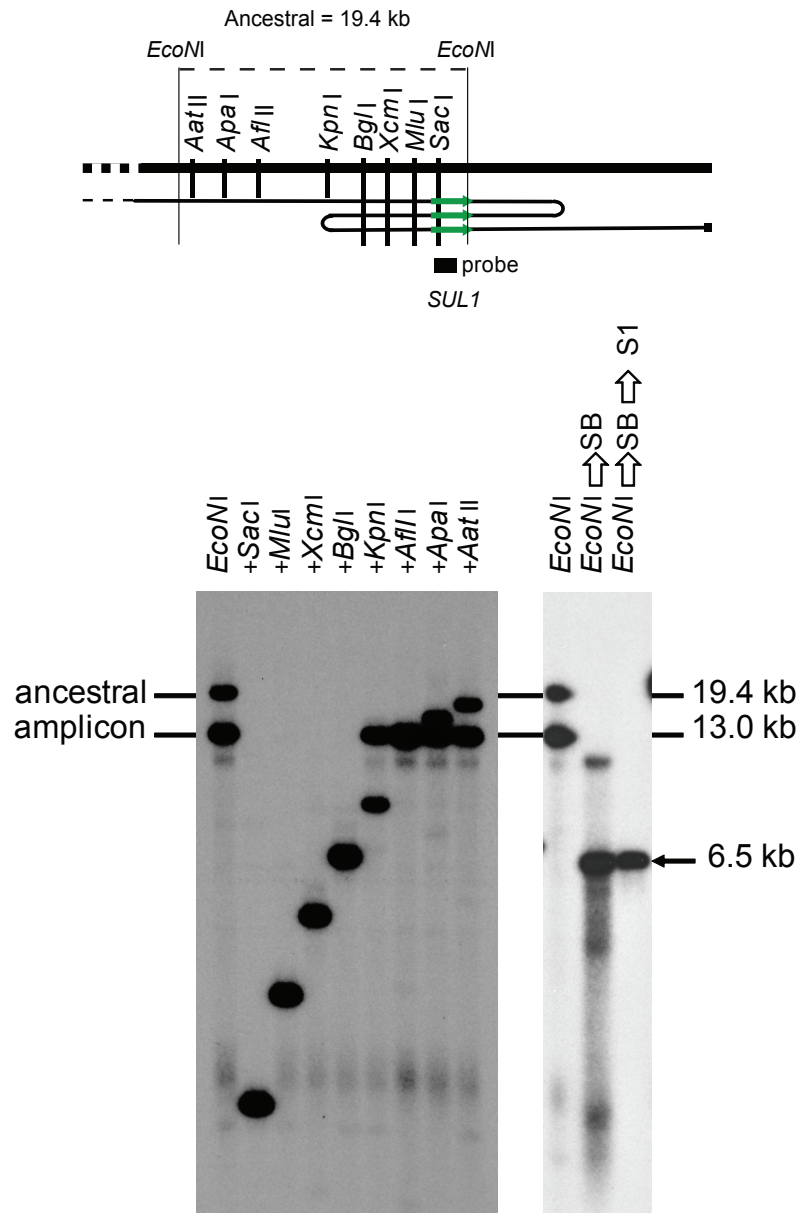 Ancestral = 19.4 kb
EcoNI EcoNI
AatII
ApaI
AflII
KpnI
BglI
XcmI
MluI
SacI
probe
SUL1
EcoNI
+SacI
+MluI
+XcmI
+BglI
+KpnI
+AflI
+ApaI
+AatII
EcoNI
EcoNI⇨SB
EcoNI⇨SB⇨S1
ancestral
amplicon
19.4 kb
13.0 kb
6.5 kb